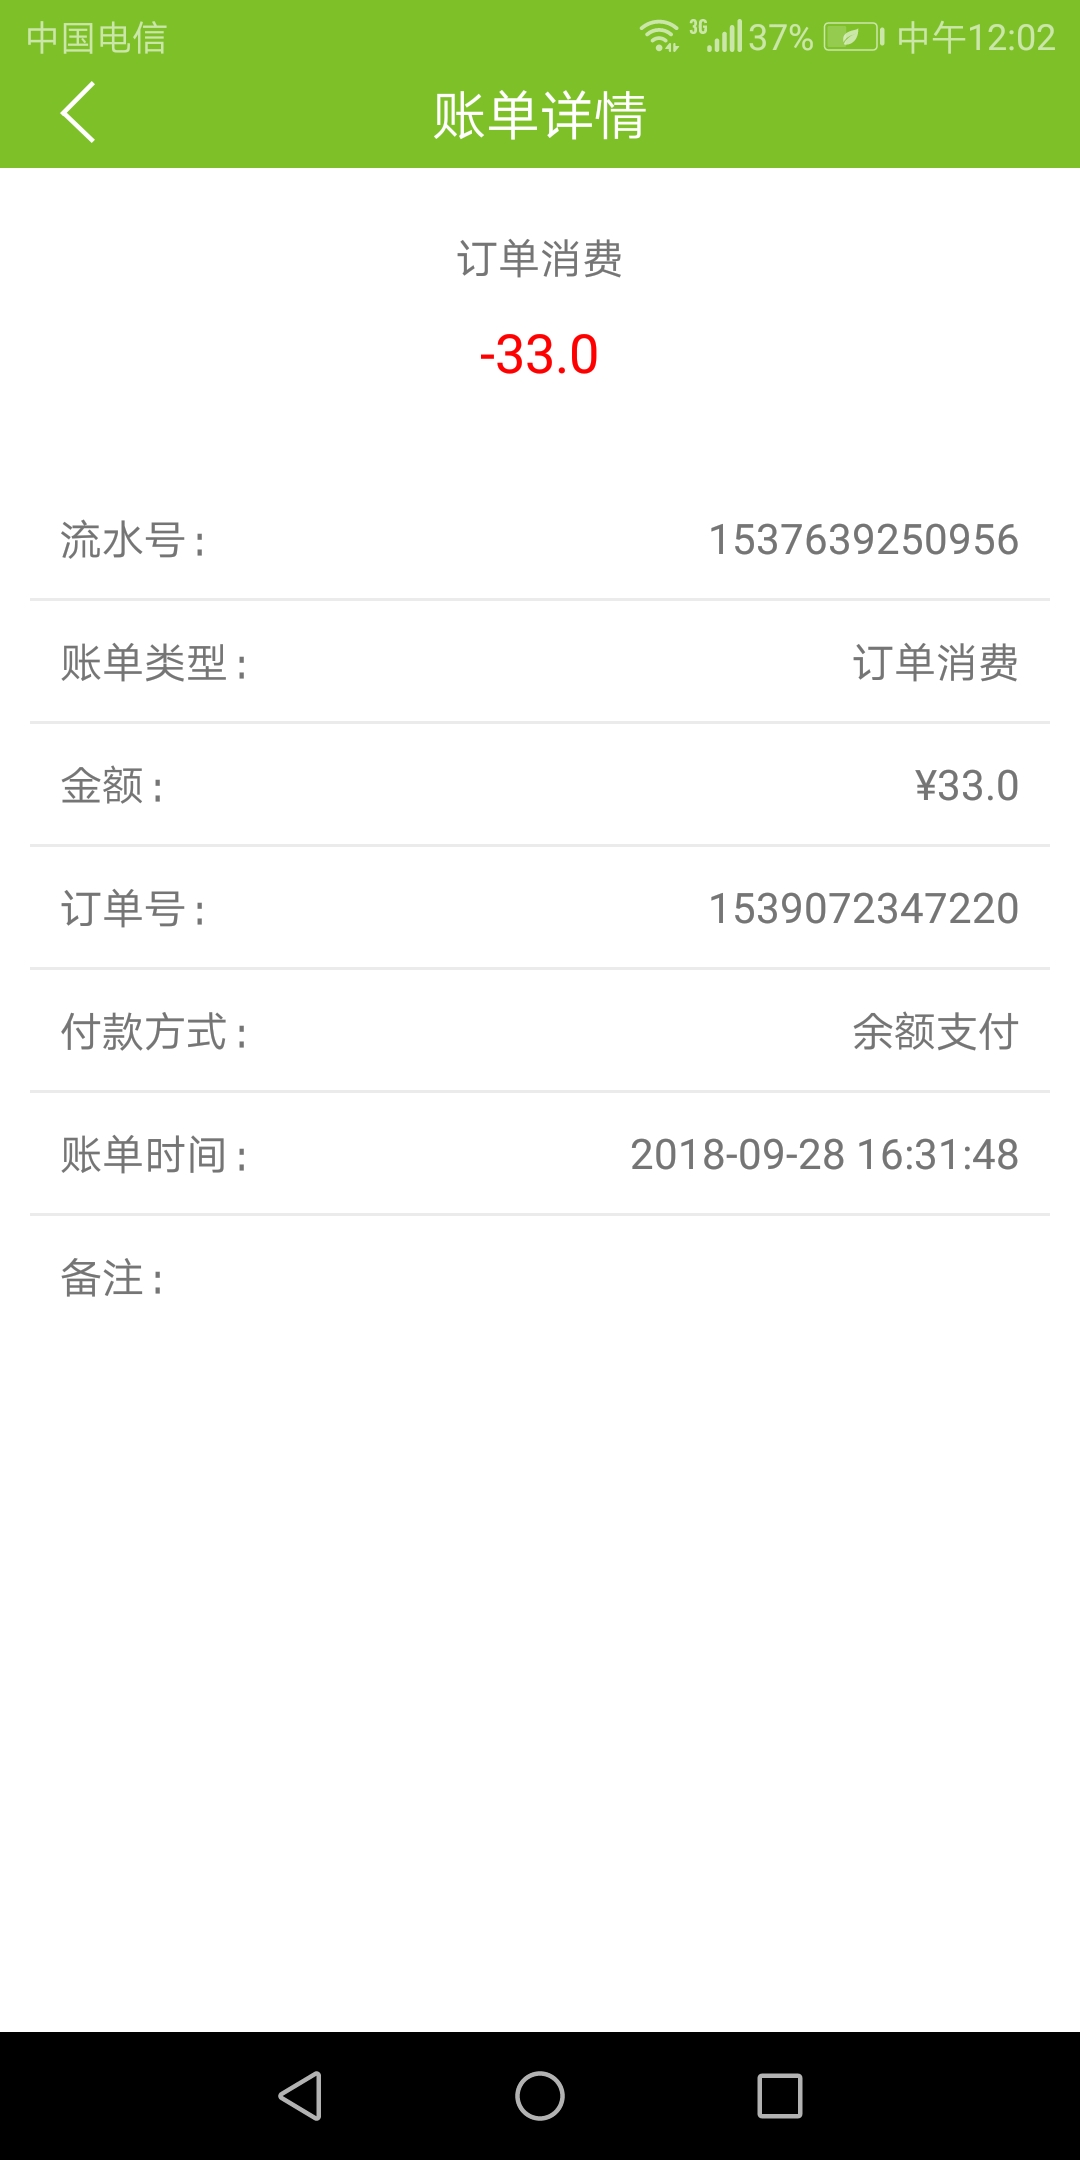 中国电信 3G 37% 中午12:02
账单详情
订单消费
-33.0
流水号: 1537639250956
账单类型: 订单消费
金额: ¥33.0
订单号: 1539072347220
付款方式: 余额支付
账单时间: 2018-09-28 16:31:48
备注: